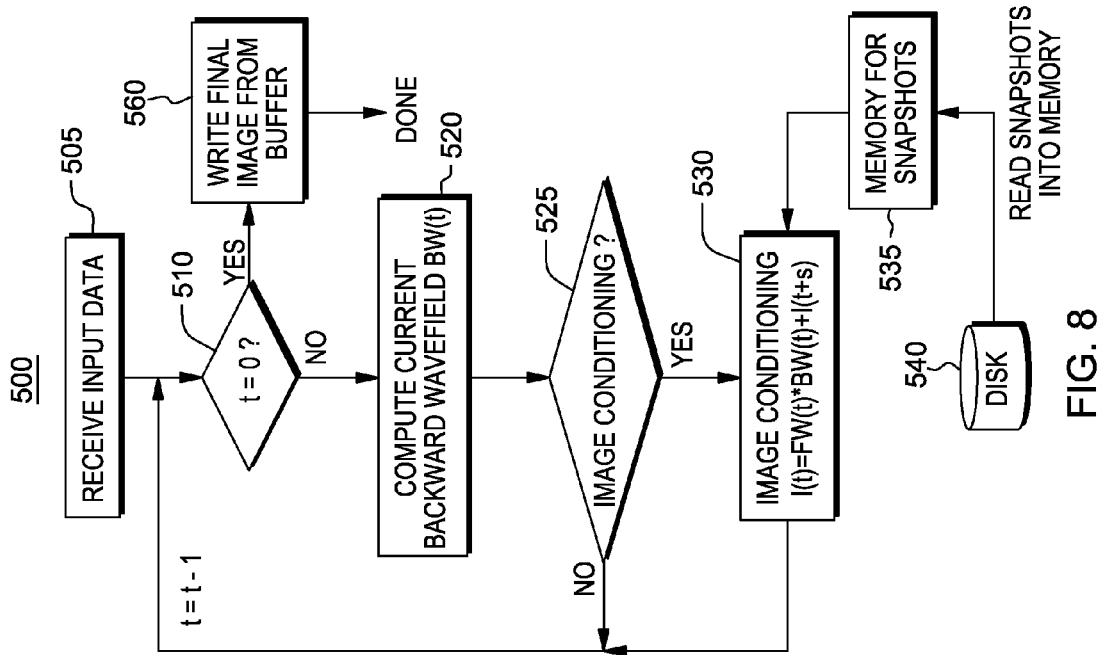 500
RECEIVE INPUT DATA
505
t = t - 1
t = 0 ?
510
YES
NO
WRITE FINAL
IMAGE FROM
BUFFER
560
DONE
COMPUTE CURRENT
BACKWARD WAVEFIELD BW(t)
520
IMAGE CONDITIONING ?
525
NO
YES
IMAGE CONDITIONING
I(t)=FW(t)*BW(t)+I(t+s)
530
MEMORY FOR
SNAPSHOTS
535
DISK
540
READ SNAPSHOTS
INTO MEMORY
FIG. 8